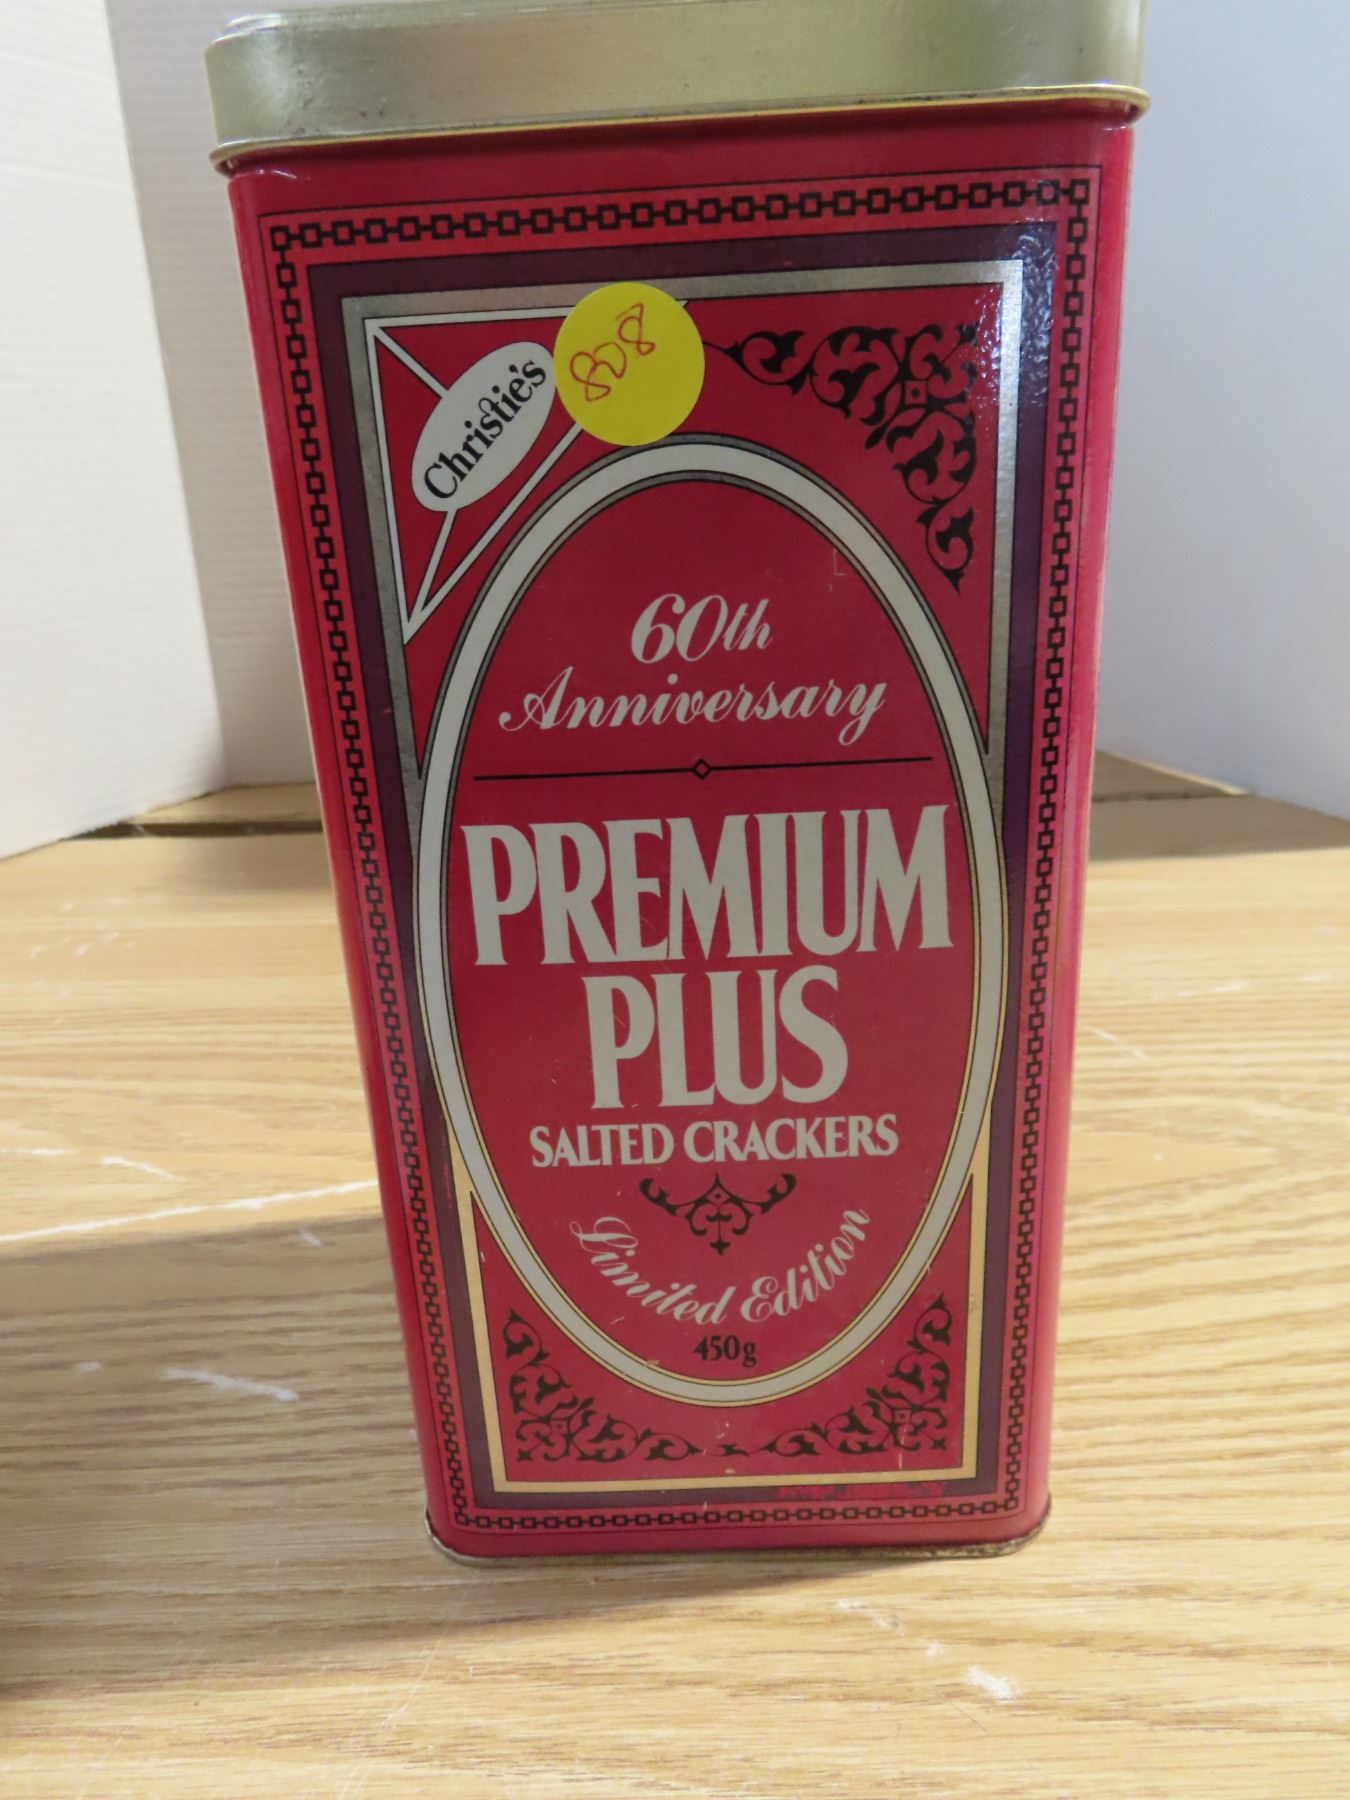 Christie's
808
60th
Anniversary
PREMIUM
PLUS
SALTED CRACKERS
Limited Edition
450g